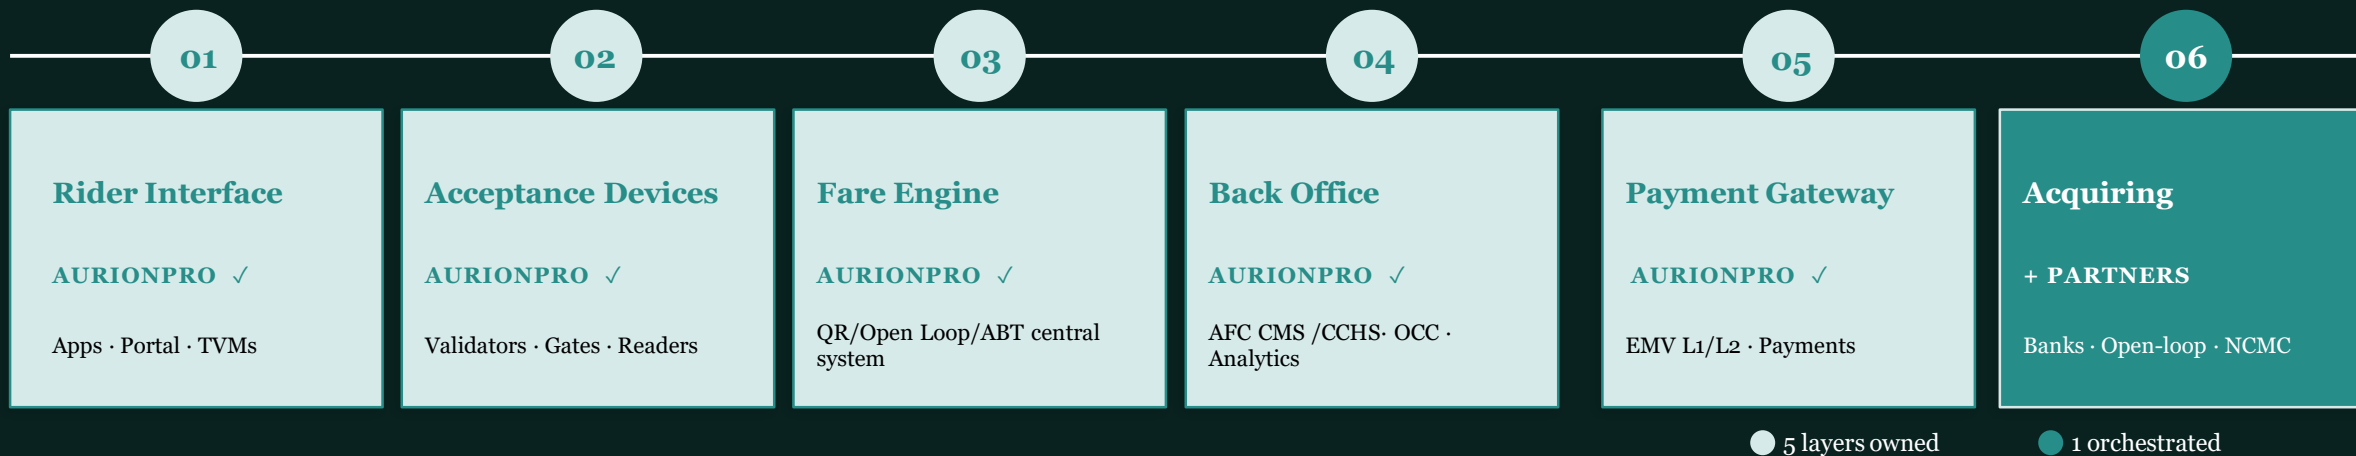 01
02
03
04
05
06
Rider Interface
AURIONPRO ✓
Apps · Portal · TVMs
Acceptance Devices
AURIONPRO ✓
Validators · Gates · Readers
Fare Engine
AURIONPRO ✓
QR/Open Loop/ABT central
system
Back Office
AURIONPRO ✓
AFC CMS /CCHS· OCC ·
Analytics
Payment Gateway
AURIONPRO ✓
EMV L1/L2 · Payments
Acquiring
+ PARTNERS
Banks · Open-loop · NCMC
5 layers owned
1 orchestrated